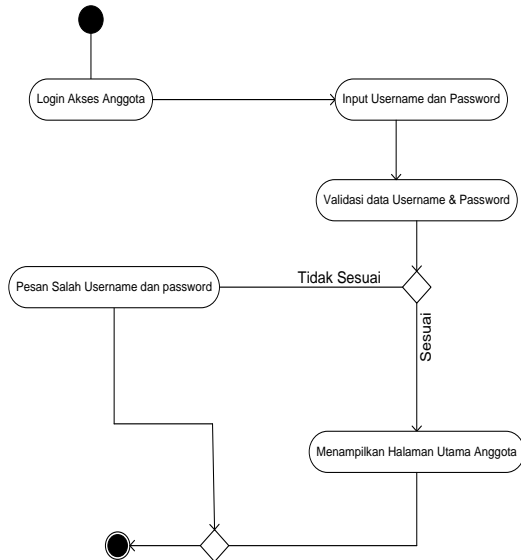 Login Akses Anggota
Input Username dan Password
Validasi data Username & Password
Tidak Sesuai
Pesan Salah Username dan password
Sesuai
Menampilkan Halaman Utama Anggota